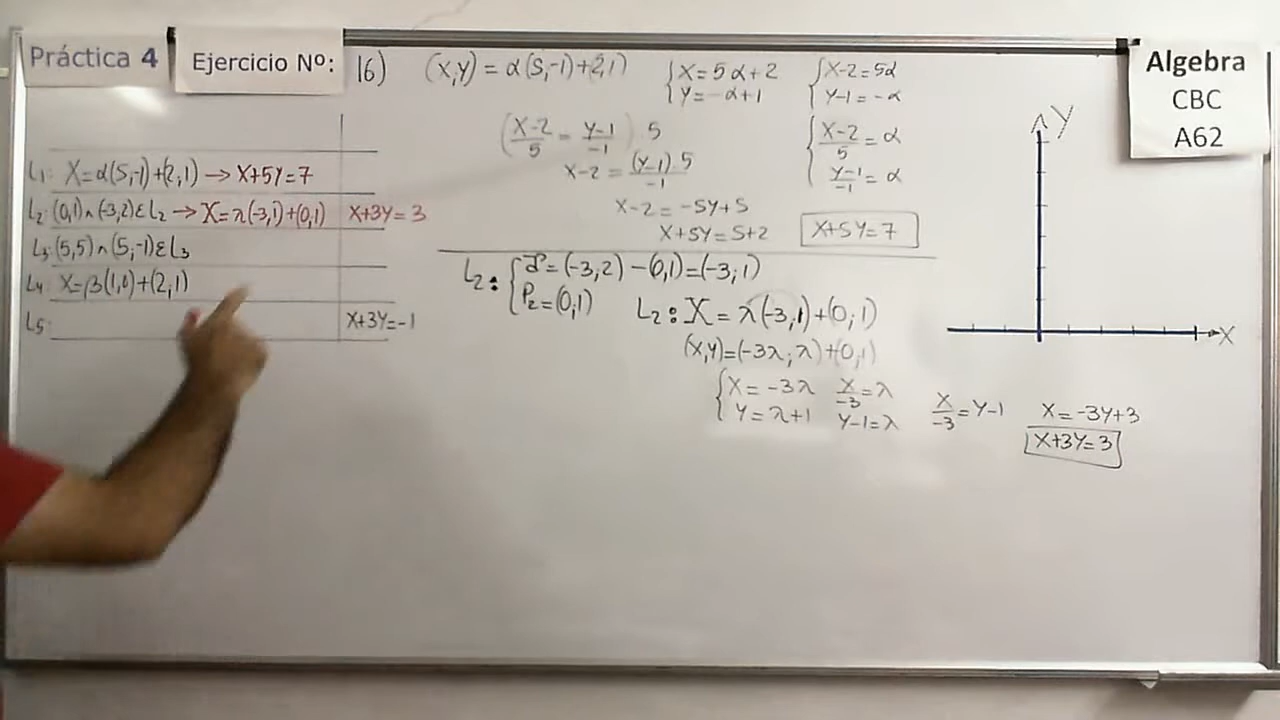 Práctica 4
Ejercicio Nº:
16)
Algebra
CBC
A62
L₁: X=α(5,-1)+(2,1) → X+5Y=7
L₂: (0,1) ∧ (-3,2) ε L₂ → X=λ(-3,1)+(0,1) X+3Y=3
L₃: (5,5) ∧ (5,-1) ε L₃
L₄: X=β(1,0)+(2,1)
L₅: X+3Y=-1
(X,Y) = α(5,-1)+2,1)
{X=5α+2
Y=-α+1
{X-2=5α
Y-1=-α
(X-2/5 = Y-1/-1).5
X-2 = (Y-1).5/-1
{X-2/5=α
Y-1/-1=α
X-2 = -5Y+5
X+5Y=5+2
X+5Y=7
L₂: {d=(-3,2)-(0,1)=(-3;1)
P₂=(0;1)
L₂: X = λ(-3,1)+(0;1)
(X,Y)=(-3λ;λ)+(0,1)
{X=-3λ X/-3=λ
Y=λ+1 Y-1=λ
X/-3=Y-1
X=-3Y+3
X+3Y=3
Y
X